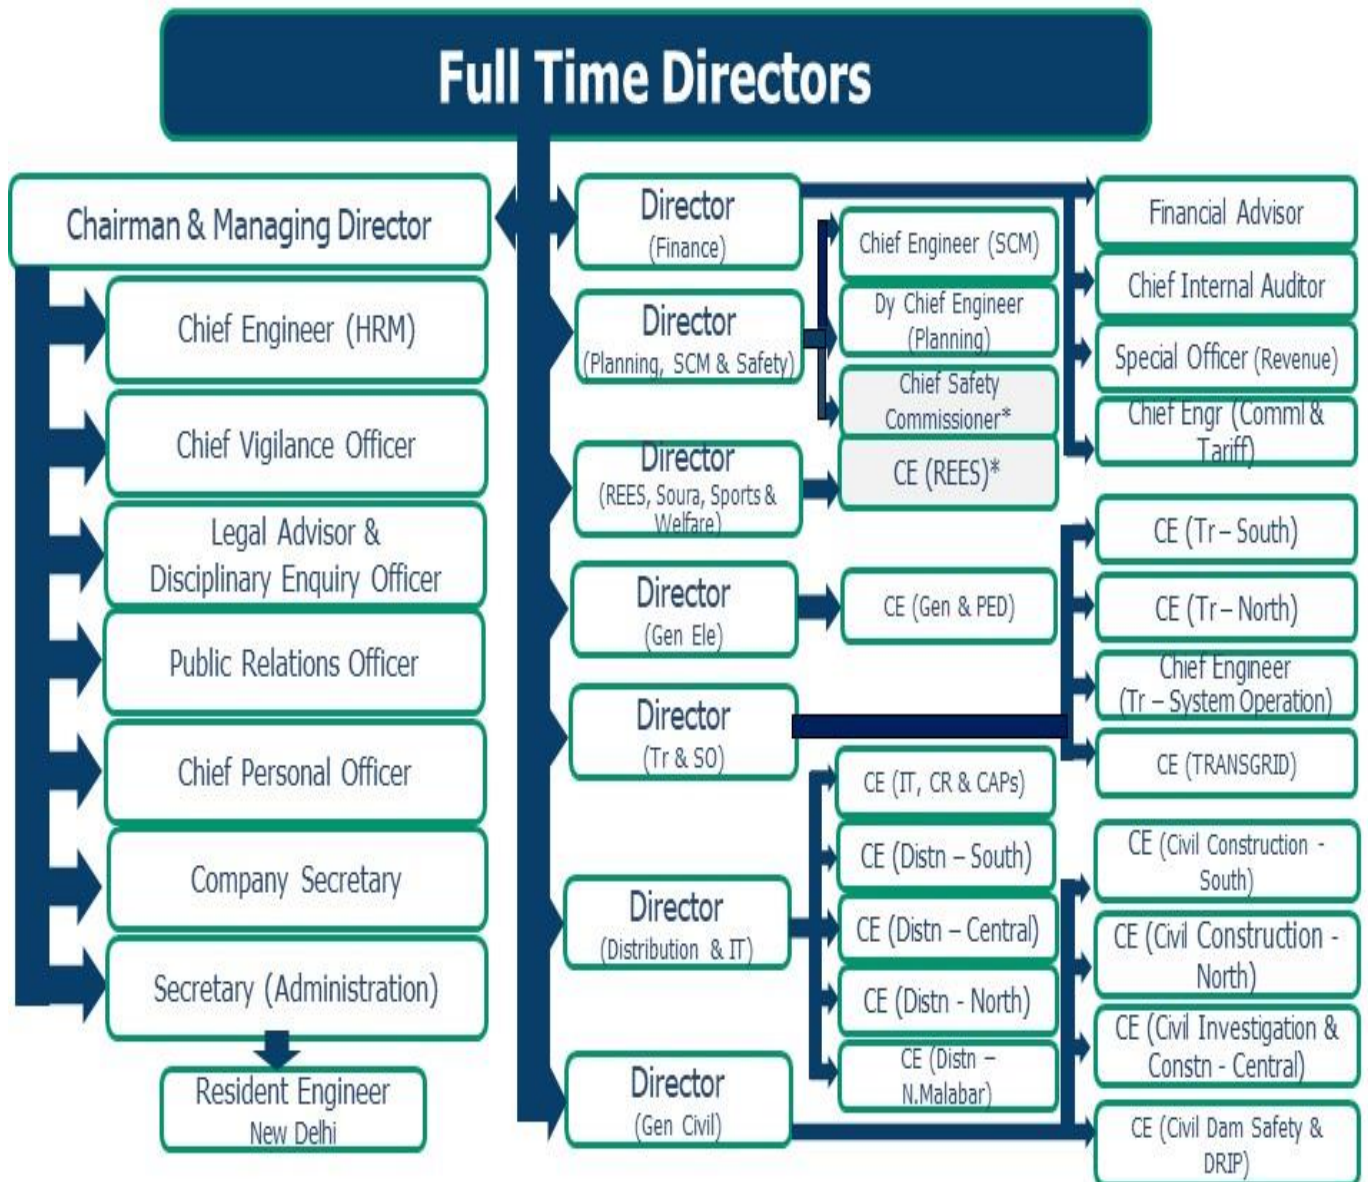 Full Time Directors
Chairman & Managing Director
Chief Engineer (HRM)
Chief Vigilance Officer
Legal Advisor &
Disciplinary Enquiry Officer
Public Relations Officer
Chief Personal Officer
Company Secretary
Secretary (Administration)
Resident Engineer
New Delhi
Director
(Finance)
Director
(Planning, SCM & Safety)
Director
(REES, Soura, Sports &
Welfare)
Director
(Gen Ele)
Director
(Tr & SO)
Director
(Distribution & IT)
Director
(Gen Civil)
Chief Engineer (SCM)
Dy Chief Engineer
(Planning)
Chief Safety
Commissioner*
CE (REES)*
CE (Gen & PED)
CE (IT, CR & CAPs)
CE (Distn – South)
CE (Distn – Central)
CE (Distn - North)
CE (Distn –
N.Malabar)
Financial Advisor
Chief Internal Auditor
Special Officer (Revenue)
Chief Engr (Comml &
Tariff)
CE (Tr – South)
CE (Tr – North)
Chief Engineer
(Tr – System Operation)
CE (TRANSGRID)
CE (Civil Construction -
South)
CE (Civil Construction -
North)
CE (Civil Investigation &
Constn - Central)
CE (Civil Dam Safety &
DRIP)